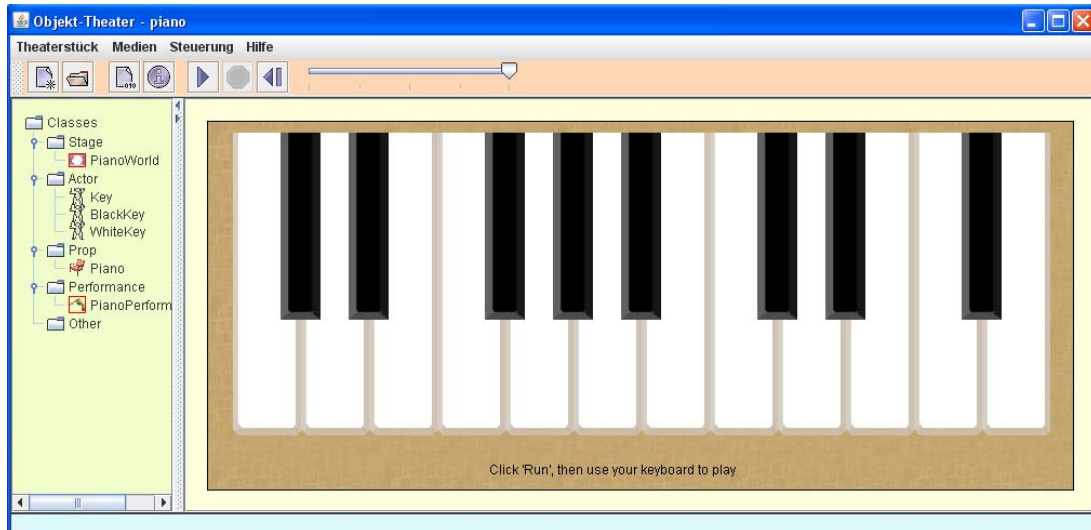 Objekt-Theater - piano
Theaterstück Medien Steuerung Hilfe
010
Classes
Stage
PianoWorld
Actor
Key
BlackKey
WhiteKey
Prop
Piano
Performance
PianoPerform
Other
Click 'Run', then use your keyboard to play